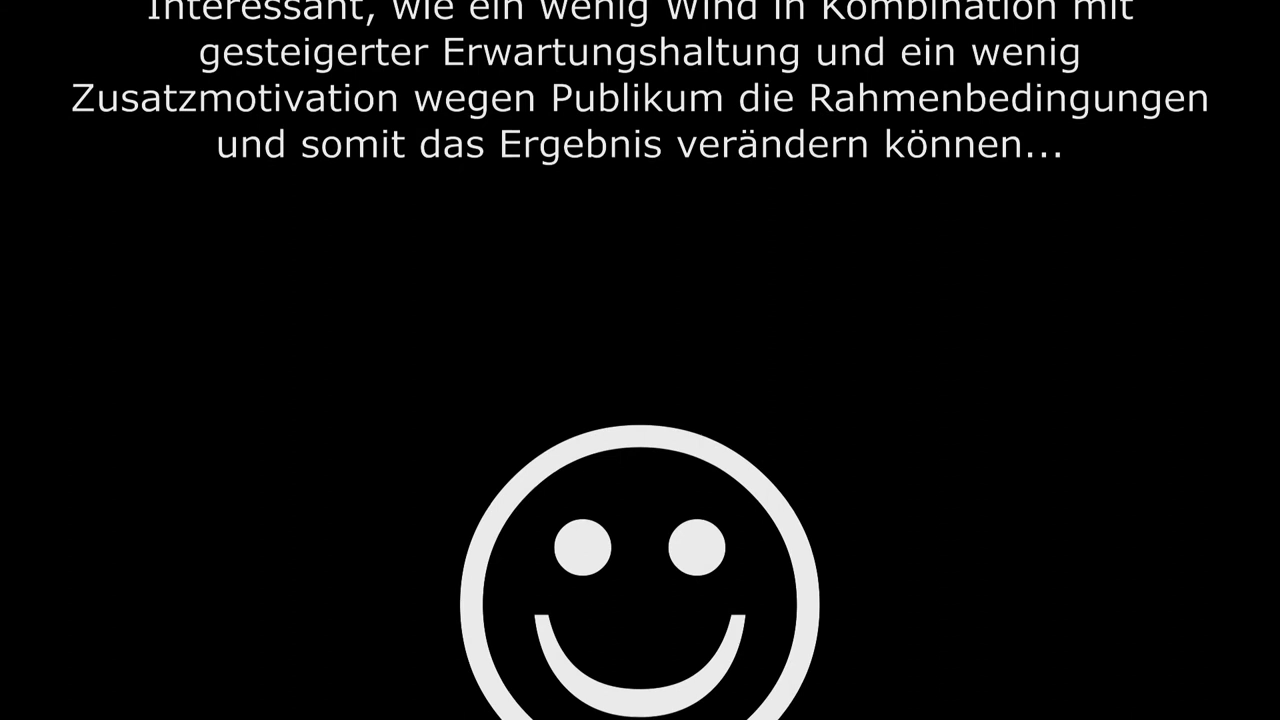 Interessant, wie ein wenig Wind in Kombination mit
gesteigerter Erwartungshaltung und ein wenig
Zusatzmotivation wegen Publikum die Rahmenbedingungen
und somit das Ergebnis verändern können...